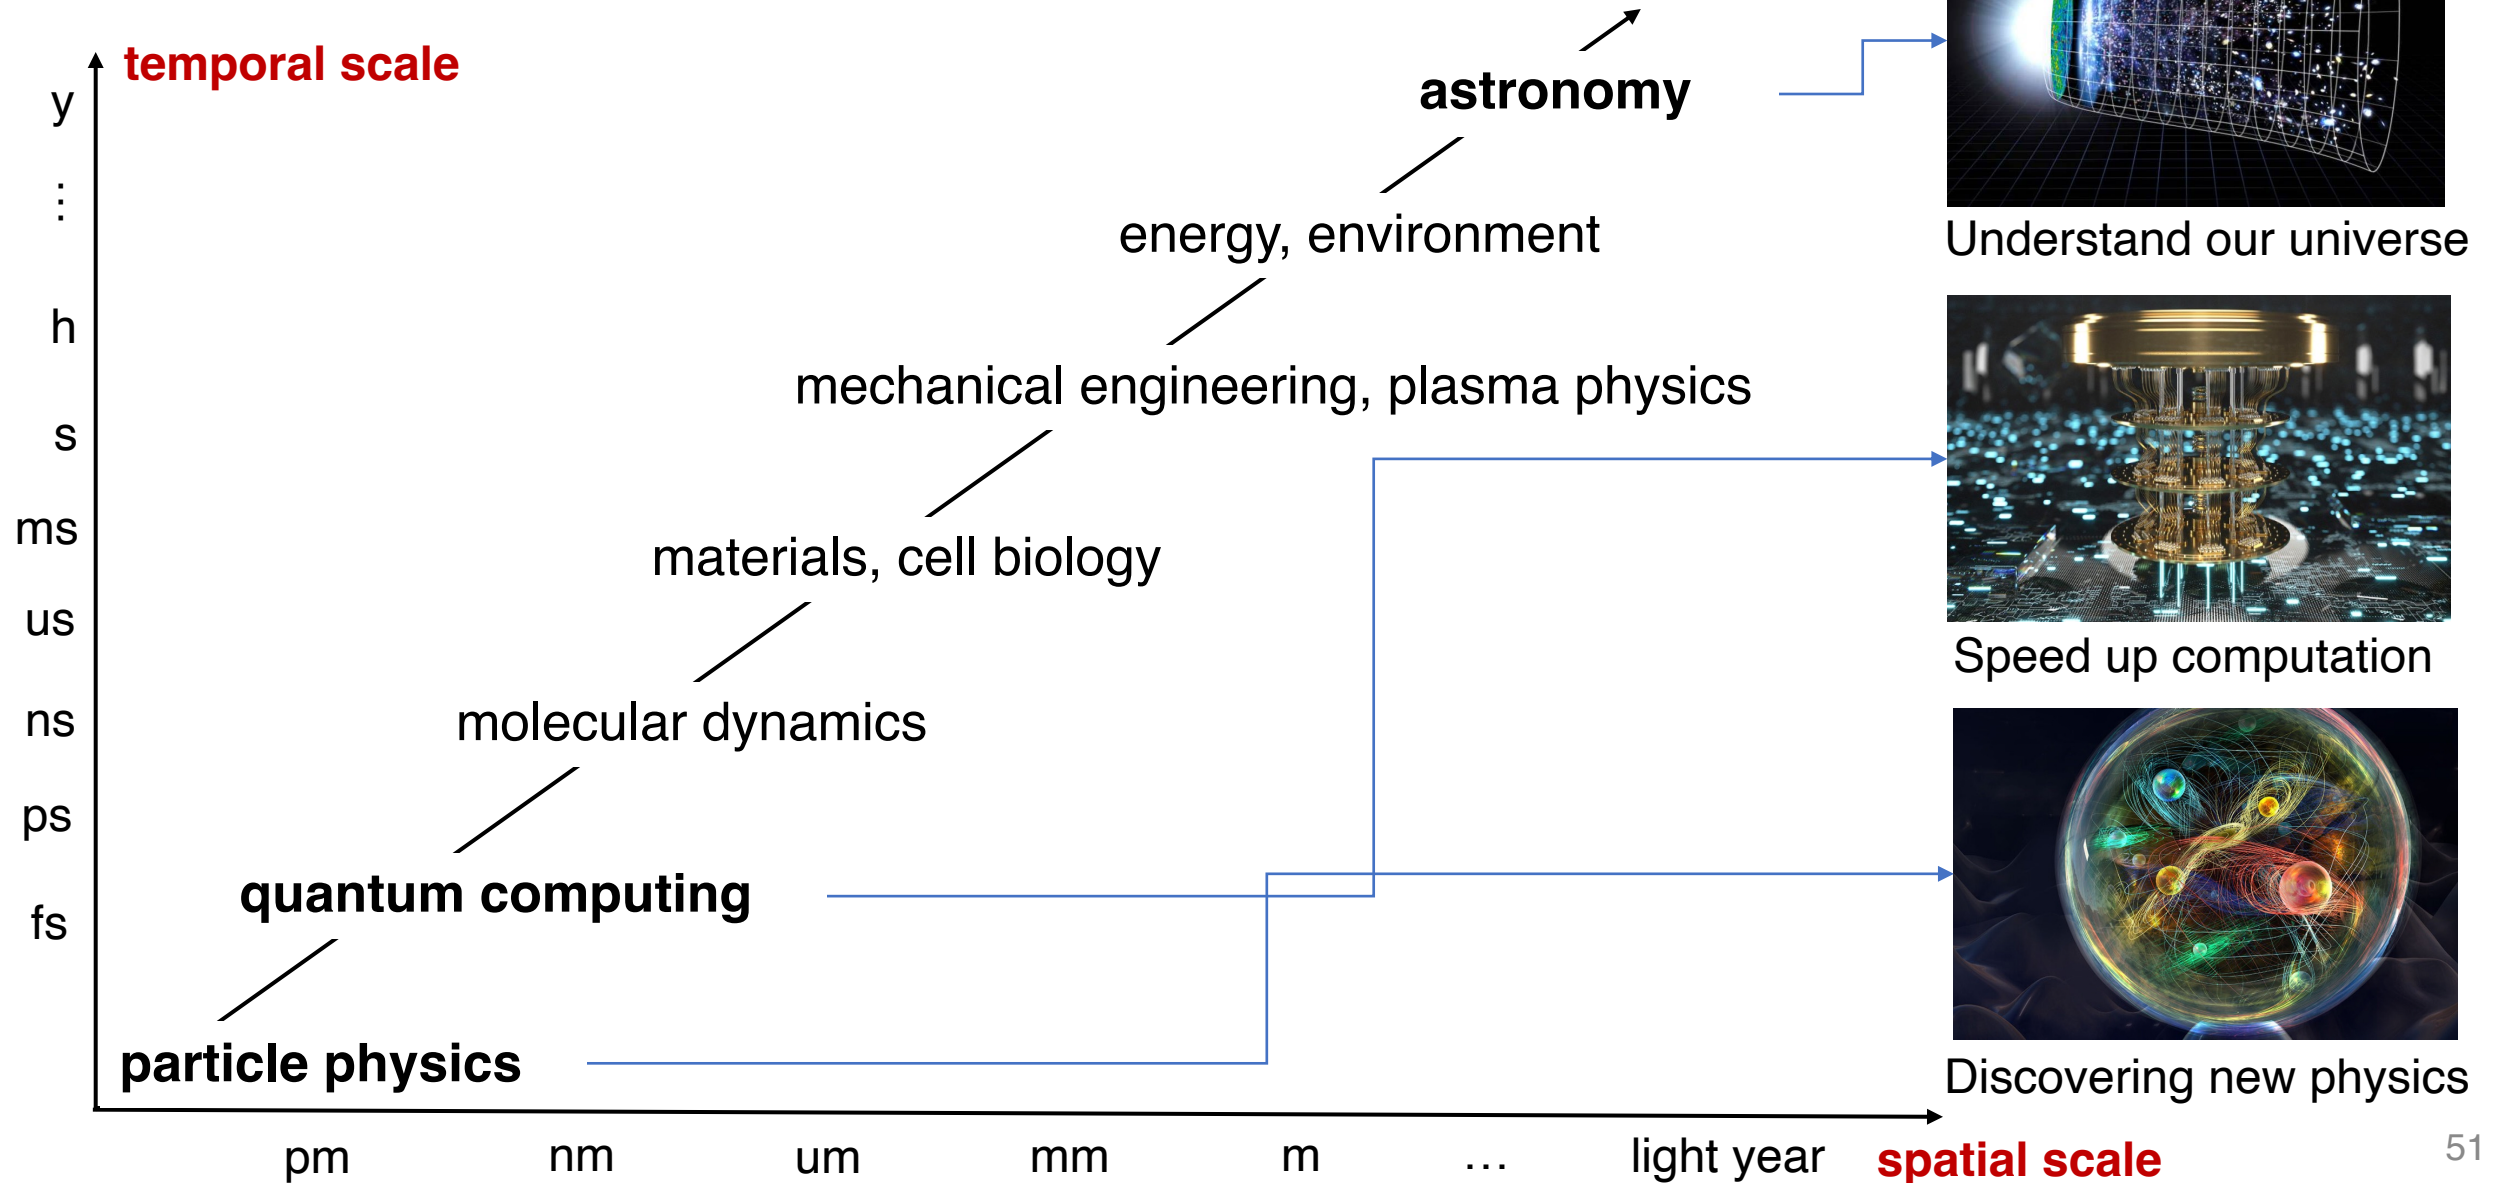 temporal scale
y
⋮
h
s
ms
us
ns
ps
fs
astronomy
energy, environment
mechanical engineering, plasma physics
materials, cell biology
molecular dynamics
quantum computing
particle physics
pm nm um mm m ... light year
spatial scale
Understand our universe
Speed up computation
Discovering new physics
51